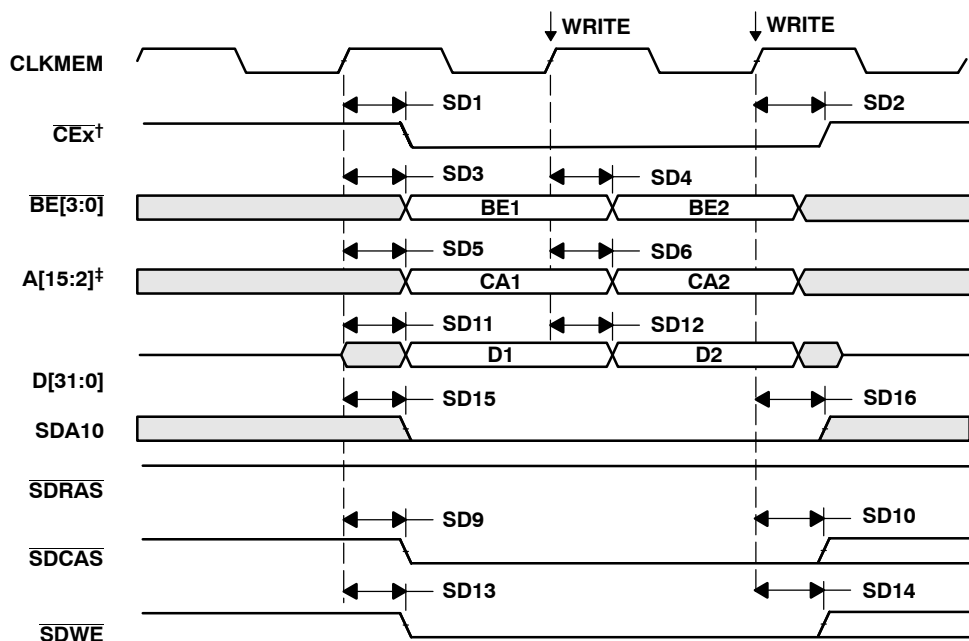 WRITE WRITE
CLKMEM
SD1 SD2
CEx†
SD3 SD4
BE[3:0] BE1 BE2
SD5 SD6
A[15:2]‡ CA1 CA2
SD11 SD12
D1 D2
D[31:0]
SD15 SD16
SDA10
SDRAS
SD9 SD10
SDCAS
SD13 SD14
SDWE